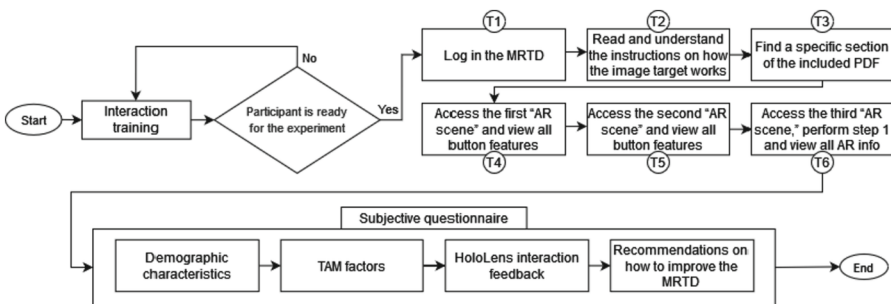 T1
T2
T3
No
Log in the MRTD
Read and understand
the instructions on how
the image target works
Find a specific section
of the included PDF
Start
Interaction
training
Participant is ready
for the experiment
Yes
Access the first “AR
scene” and view all
button features
Access the second “AR
scene” and view all
button features
Access the third “AR
scene,” perform step 1
and view all AR info
T4
T5
T6
Subjective questionnaire
Demographic
characteristics
TAM factors
HoloLens interaction
feedback
Recommendations on
how to improve the
MRTD
End